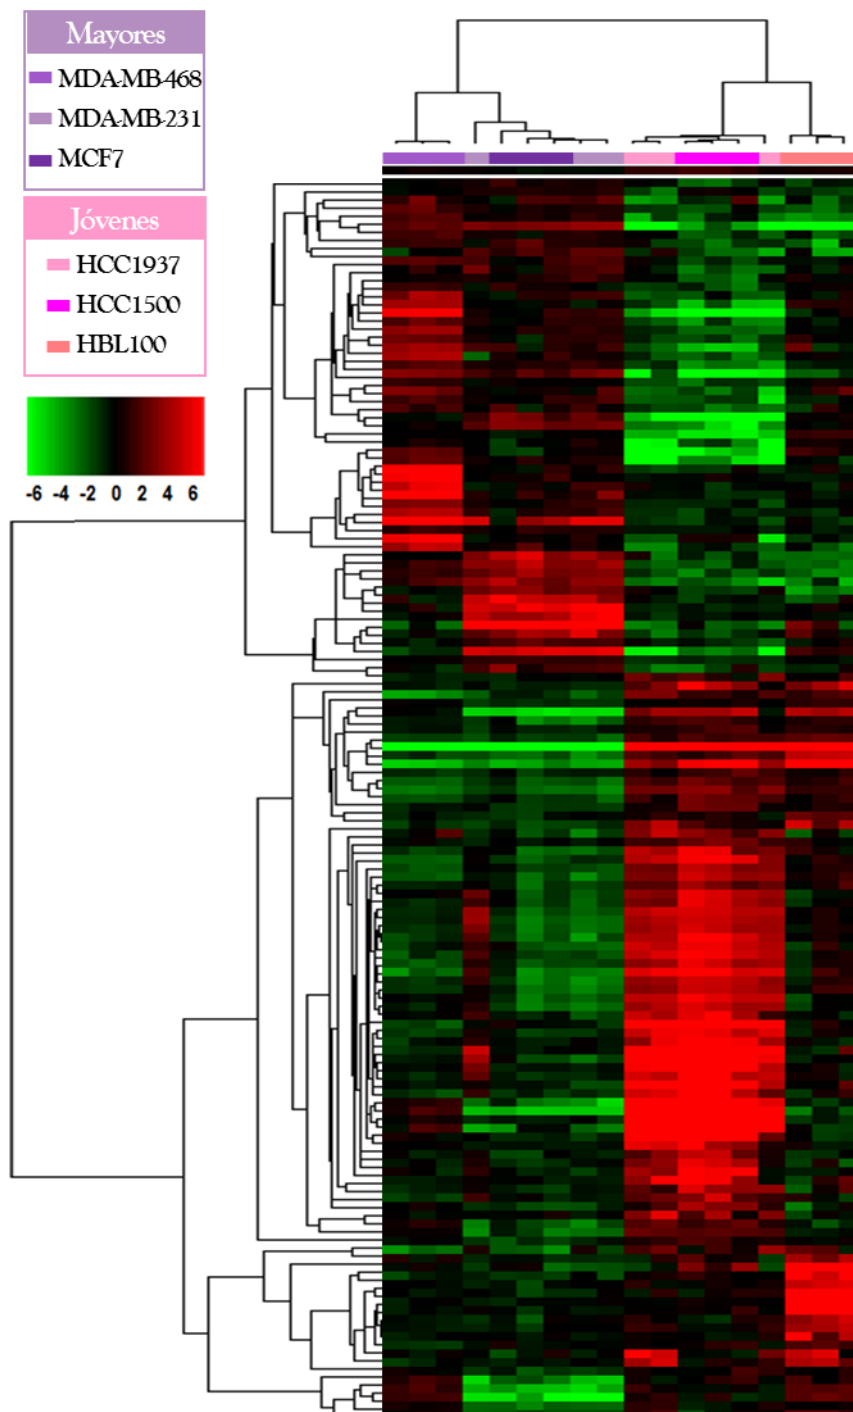 Mayores
MDA-MB-468
MDA-MB-231
MCF7
Jóvenes
HCC1937
HCC1500
HBL100
-6 -4 -2 0 2 4 6